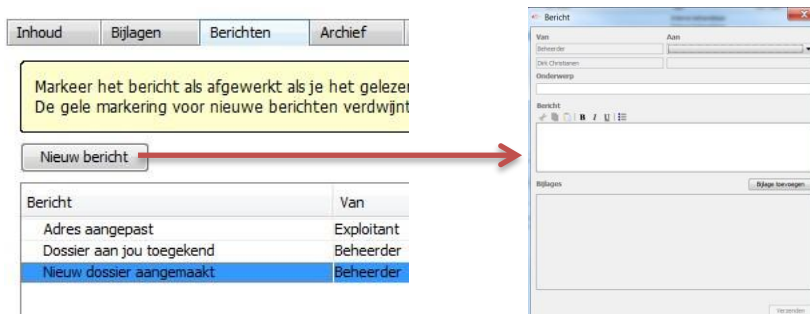 Inhoud Bijlagen Berichten Archief
Markeer het bericht als afgewerkt als je het gelezen
De gele markering voor nieuwe berichten verdwijnt
Nieuw bericht
Bericht Van
Adres aangepast Exploitant
Dossier aan jou toegekend Beheerder
Nieuw dossier aangemaakt Beheerder
Bericht
Van Aan
Beheerder
Dirk Christianen
Onderwerp
Bericht
B I U
Bijlages Bijlage toevoegen
Verzenden